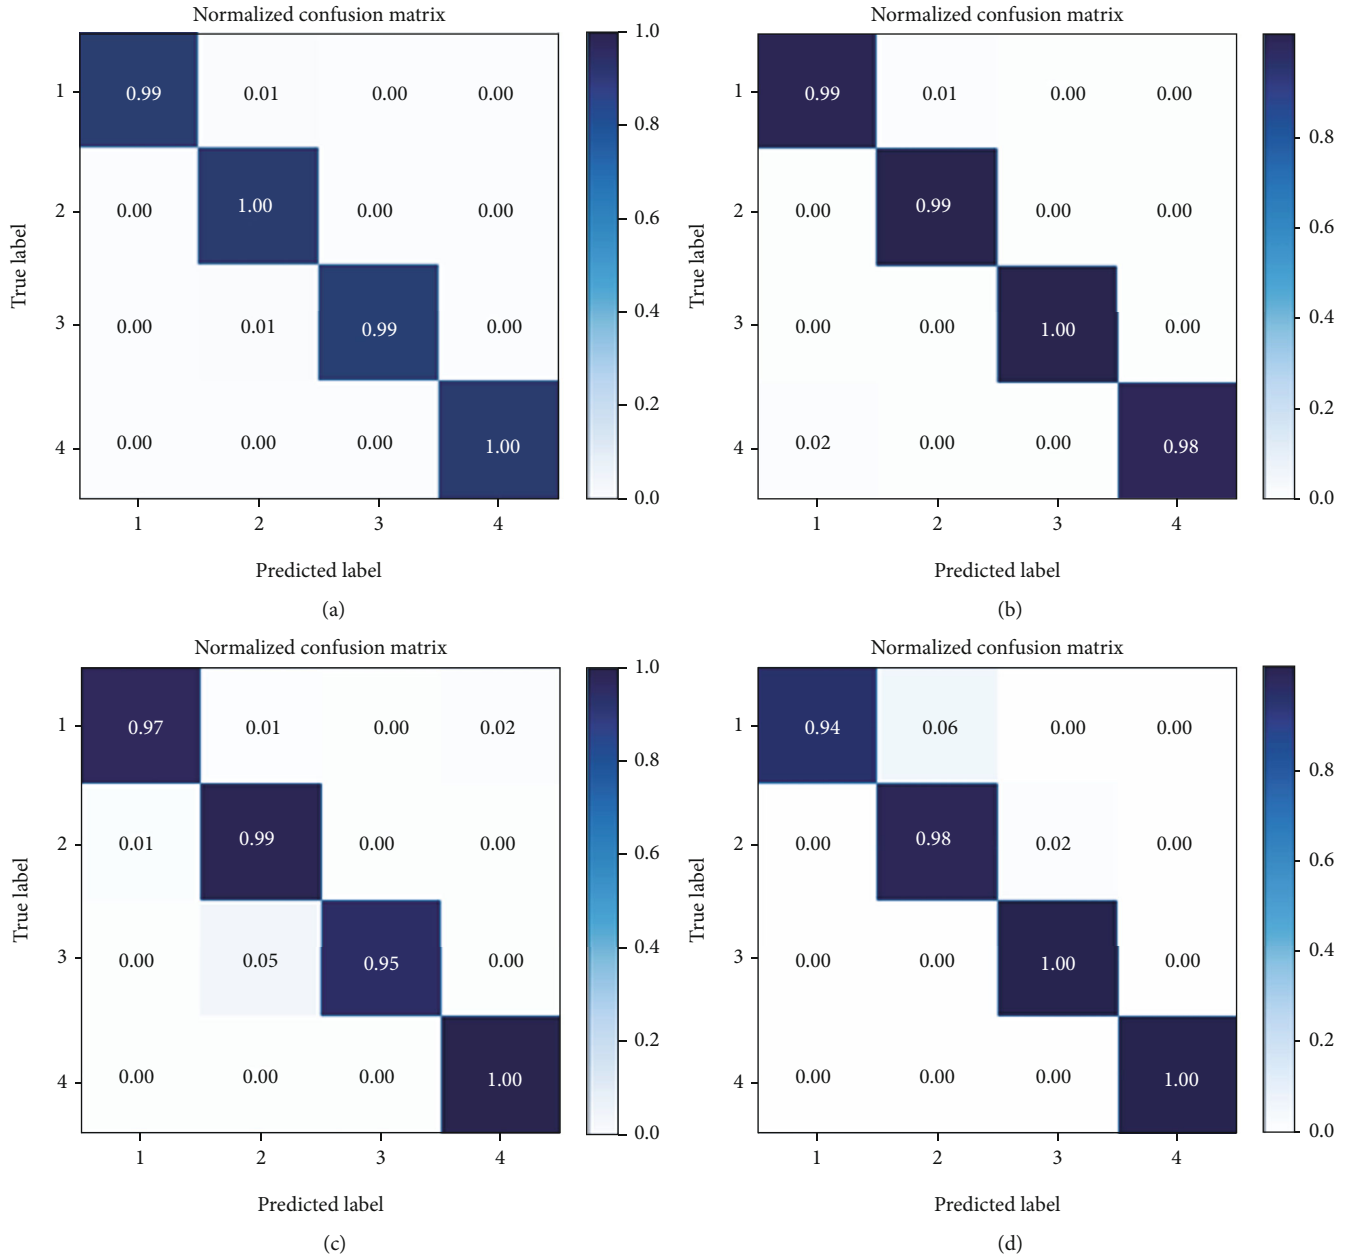 Normalized confusion matrix
True label
1 0.99 0.01 0.00 0.00
2 0.00 1.00 0.00 0.00
3 0.00 0.01 0.99 0.00
4 0.00 0.00 0.00 1.00
1 2 3 4
Predicted label
1.0
0.8
0.6
0.4
0.2
0.0
(a)
Normalized confusion matrix
True label
1 0.99 0.01 0.00 0.00
2 0.00 0.99 0.00 0.00
3 0.00 0.00 1.00 0.00
4 0.02 0.00 0.00 0.98
1 2 3 4
Predicted label
0.8
0.6
0.4
0.2
0.0
(b)
Normalized confusion matrix
True label
1 0.97 0.01 0.00 0.02
2 0.01 0.99 0.00 0.00
3 0.00 0.05 0.95 0.00
4 0.00 0.00 0.00 1.00
1 2 3 4
Predicted label
1.0
0.8
0.6
0.4
0.2
0.0
(c)
Normalized confusion matrix
True label
1 0.94 0.06 0.00 0.00
2 0.00 0.98 0.02 0.00
3 0.00 0.00 1.00 0.00
4 0.00 0.00 0.00 1.00
1 2 3 4
Predicted label
0.8
0.6
0.4
0.2
0.0
(d)